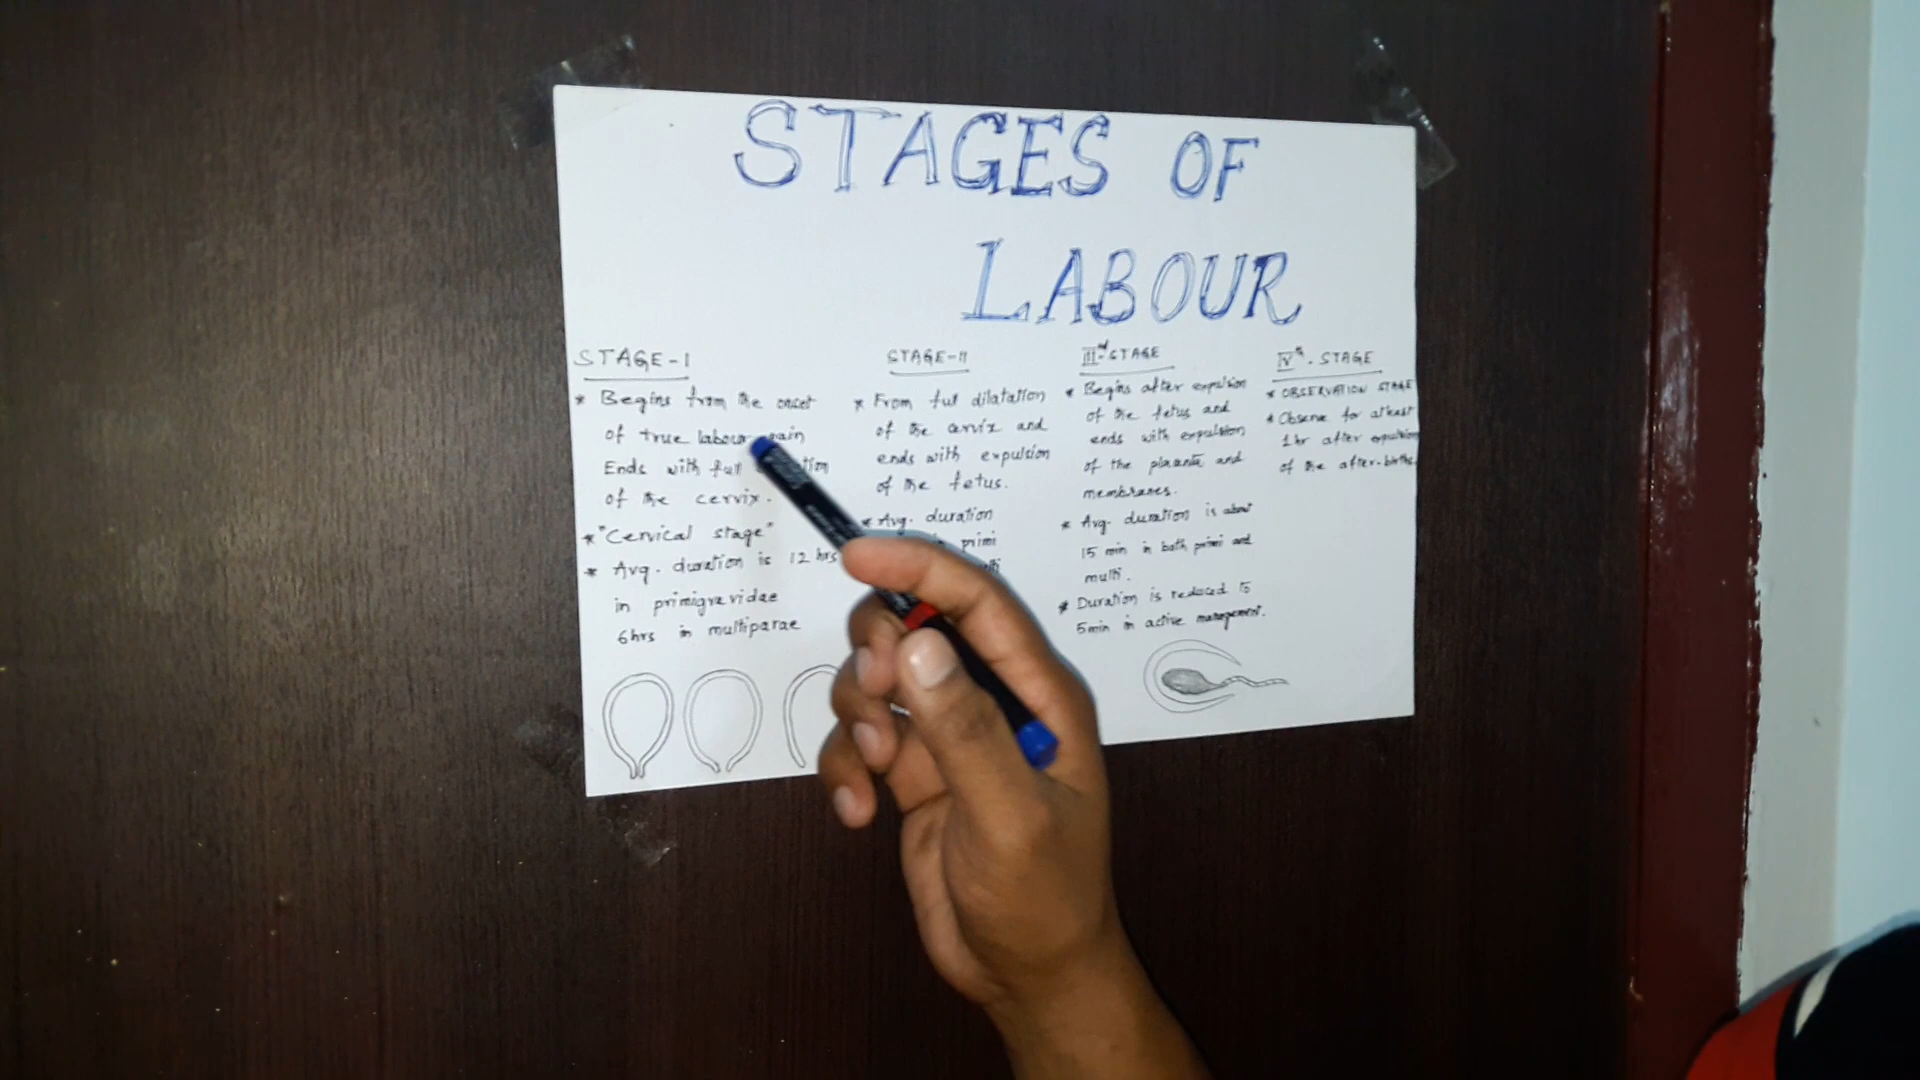 STAGES OF
LABOUR
STAGE-I
* Begins from the onset
of true labour pain
Ends with full
of the cervix.
* "Cervical stage"
* Avg. duration is 12 hrs
in primigravidae
6hrs in multiparae
STAGE-II
* From full dilatation
of the cervix and
ends with expulsion
of the fetus.
* Avg. duration
in primi
IIIrd STAGE
* Begins after expulsion
of the fetus and
ends with expulsion
of the placenta and
membranes.
* Avg. duration is about
15 min in both primi and
multi.
* Duration is reduced to
5min in active management.
IVth. STAGE
* OBSERVATION STAGE
* Observe for atleast
1hr after expulsion
of the after-births.